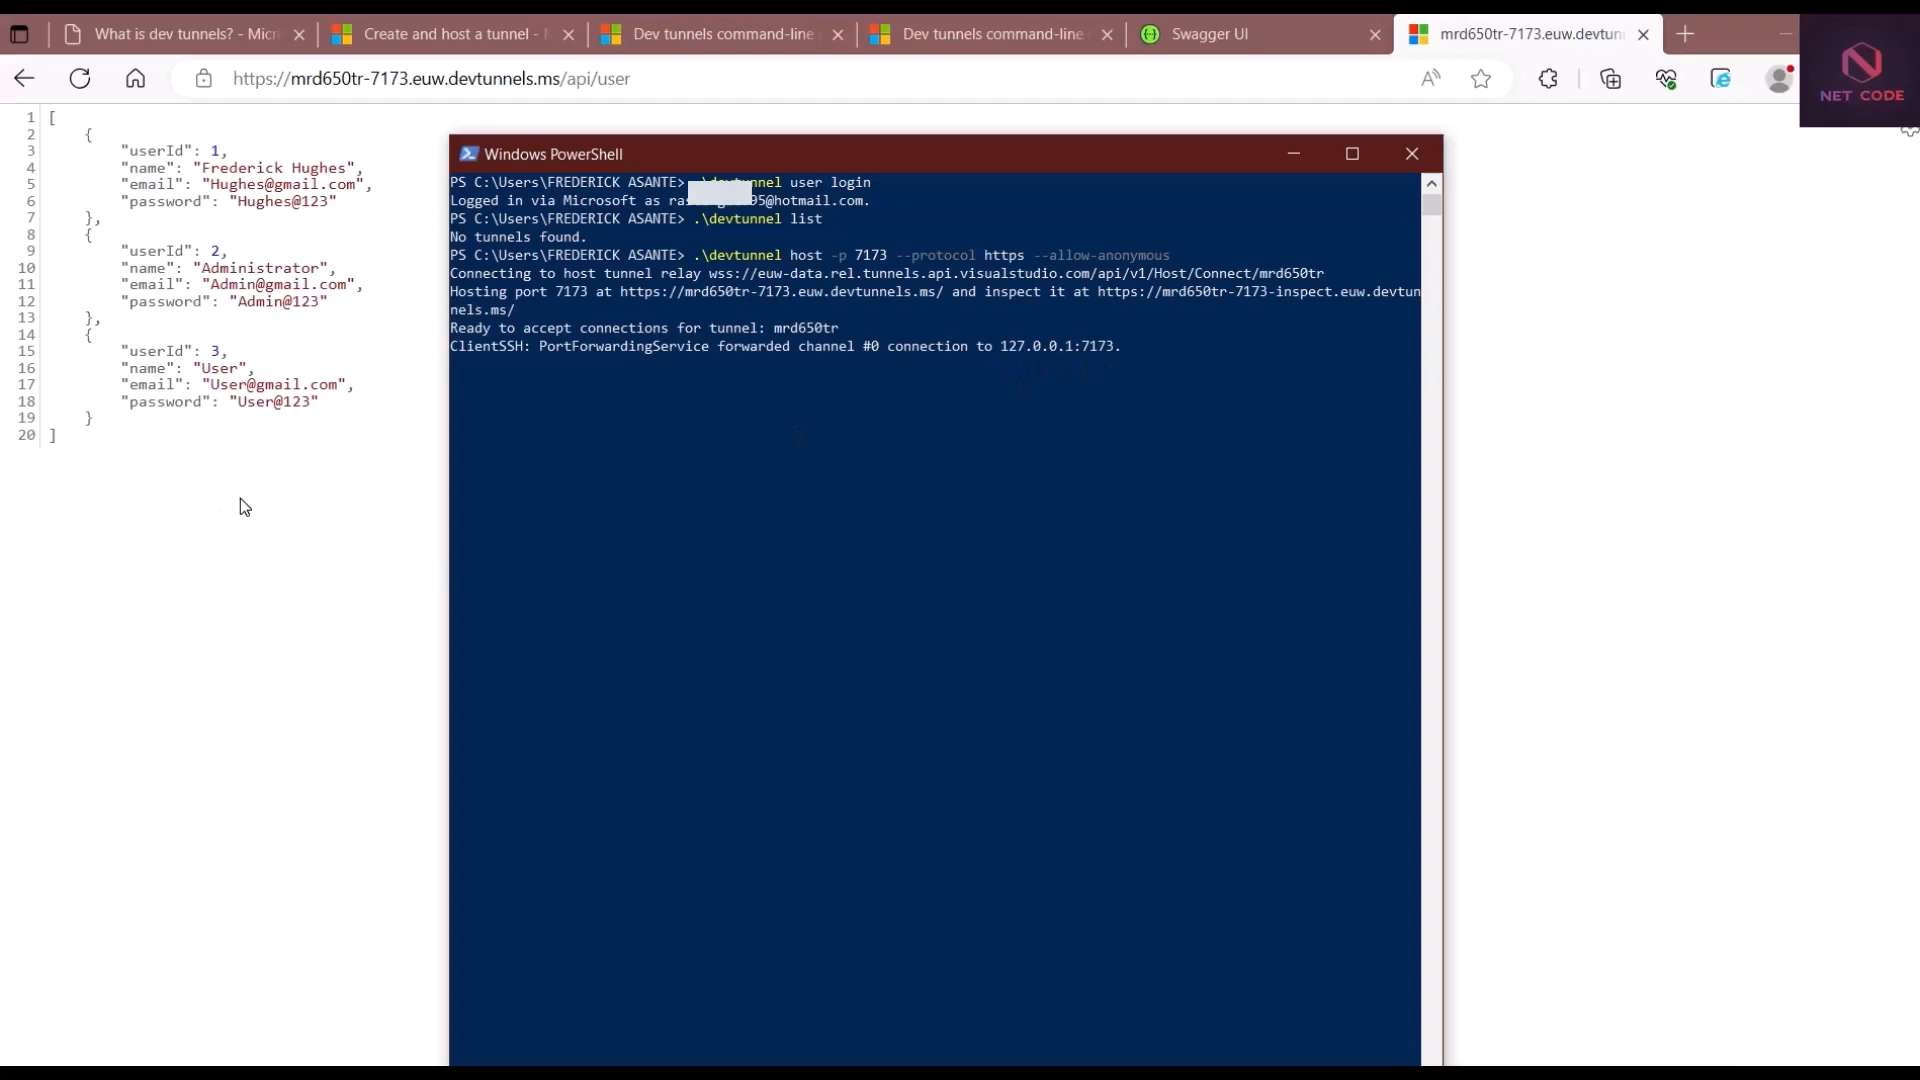 What is dev tunnels? - Micr
Create and host a tunnel -
Dev tunnels command-line
Dev tunnels command-line
Swagger UI
mrd650tr-7173.euw.devtun
https://mrd650tr-7173.euw.devtunnels.ms/api/user
NET CODE
1 [
2 {
3 "userId": 1,
4 "name": "Frederick Hughes",
5 "email": "Hughes@gmail.com",
6 "password": "Hughes@123"
7 },
8 {
9 "userId": 2,
10 "name": "Administrator",
11 "email": "Admin@gmail.com",
12 "password": "Admin@123"
13 },
14 {
15 "userId": 3,
16 "name": "User",
17 "email": "User@gmail.com",
18 "password": "User@123"
19 }
20 ]
Windows PowerShell
PS C:\Users\FREDERICK ASANTE> .\devtunnel user login
Logged in via Microsoft as ras 95@hotmail.com.
PS C:\Users\FREDERICK ASANTE> .\devtunnel list
No tunnels found.
PS C:\Users\FREDERICK ASANTE> .\devtunnel host -p 7173 --protocol https --allow-anonymous
Connecting to host tunnel relay wss://euw-data.rel.tunnels.api.visualstudio.com/api/v1/Host/Connect/mrd650tr
Hosting port 7173 at https://mrd650tr-7173.euw.devtunnels.ms/ and inspect it at https://mrd650tr-7173-inspect.euw.devtun
nels.ms/
Ready to accept connections for tunnel: mrd650tr
ClientSSH: PortForwardingService forwarded channel #0 connection to 127.0.0.1:7173.